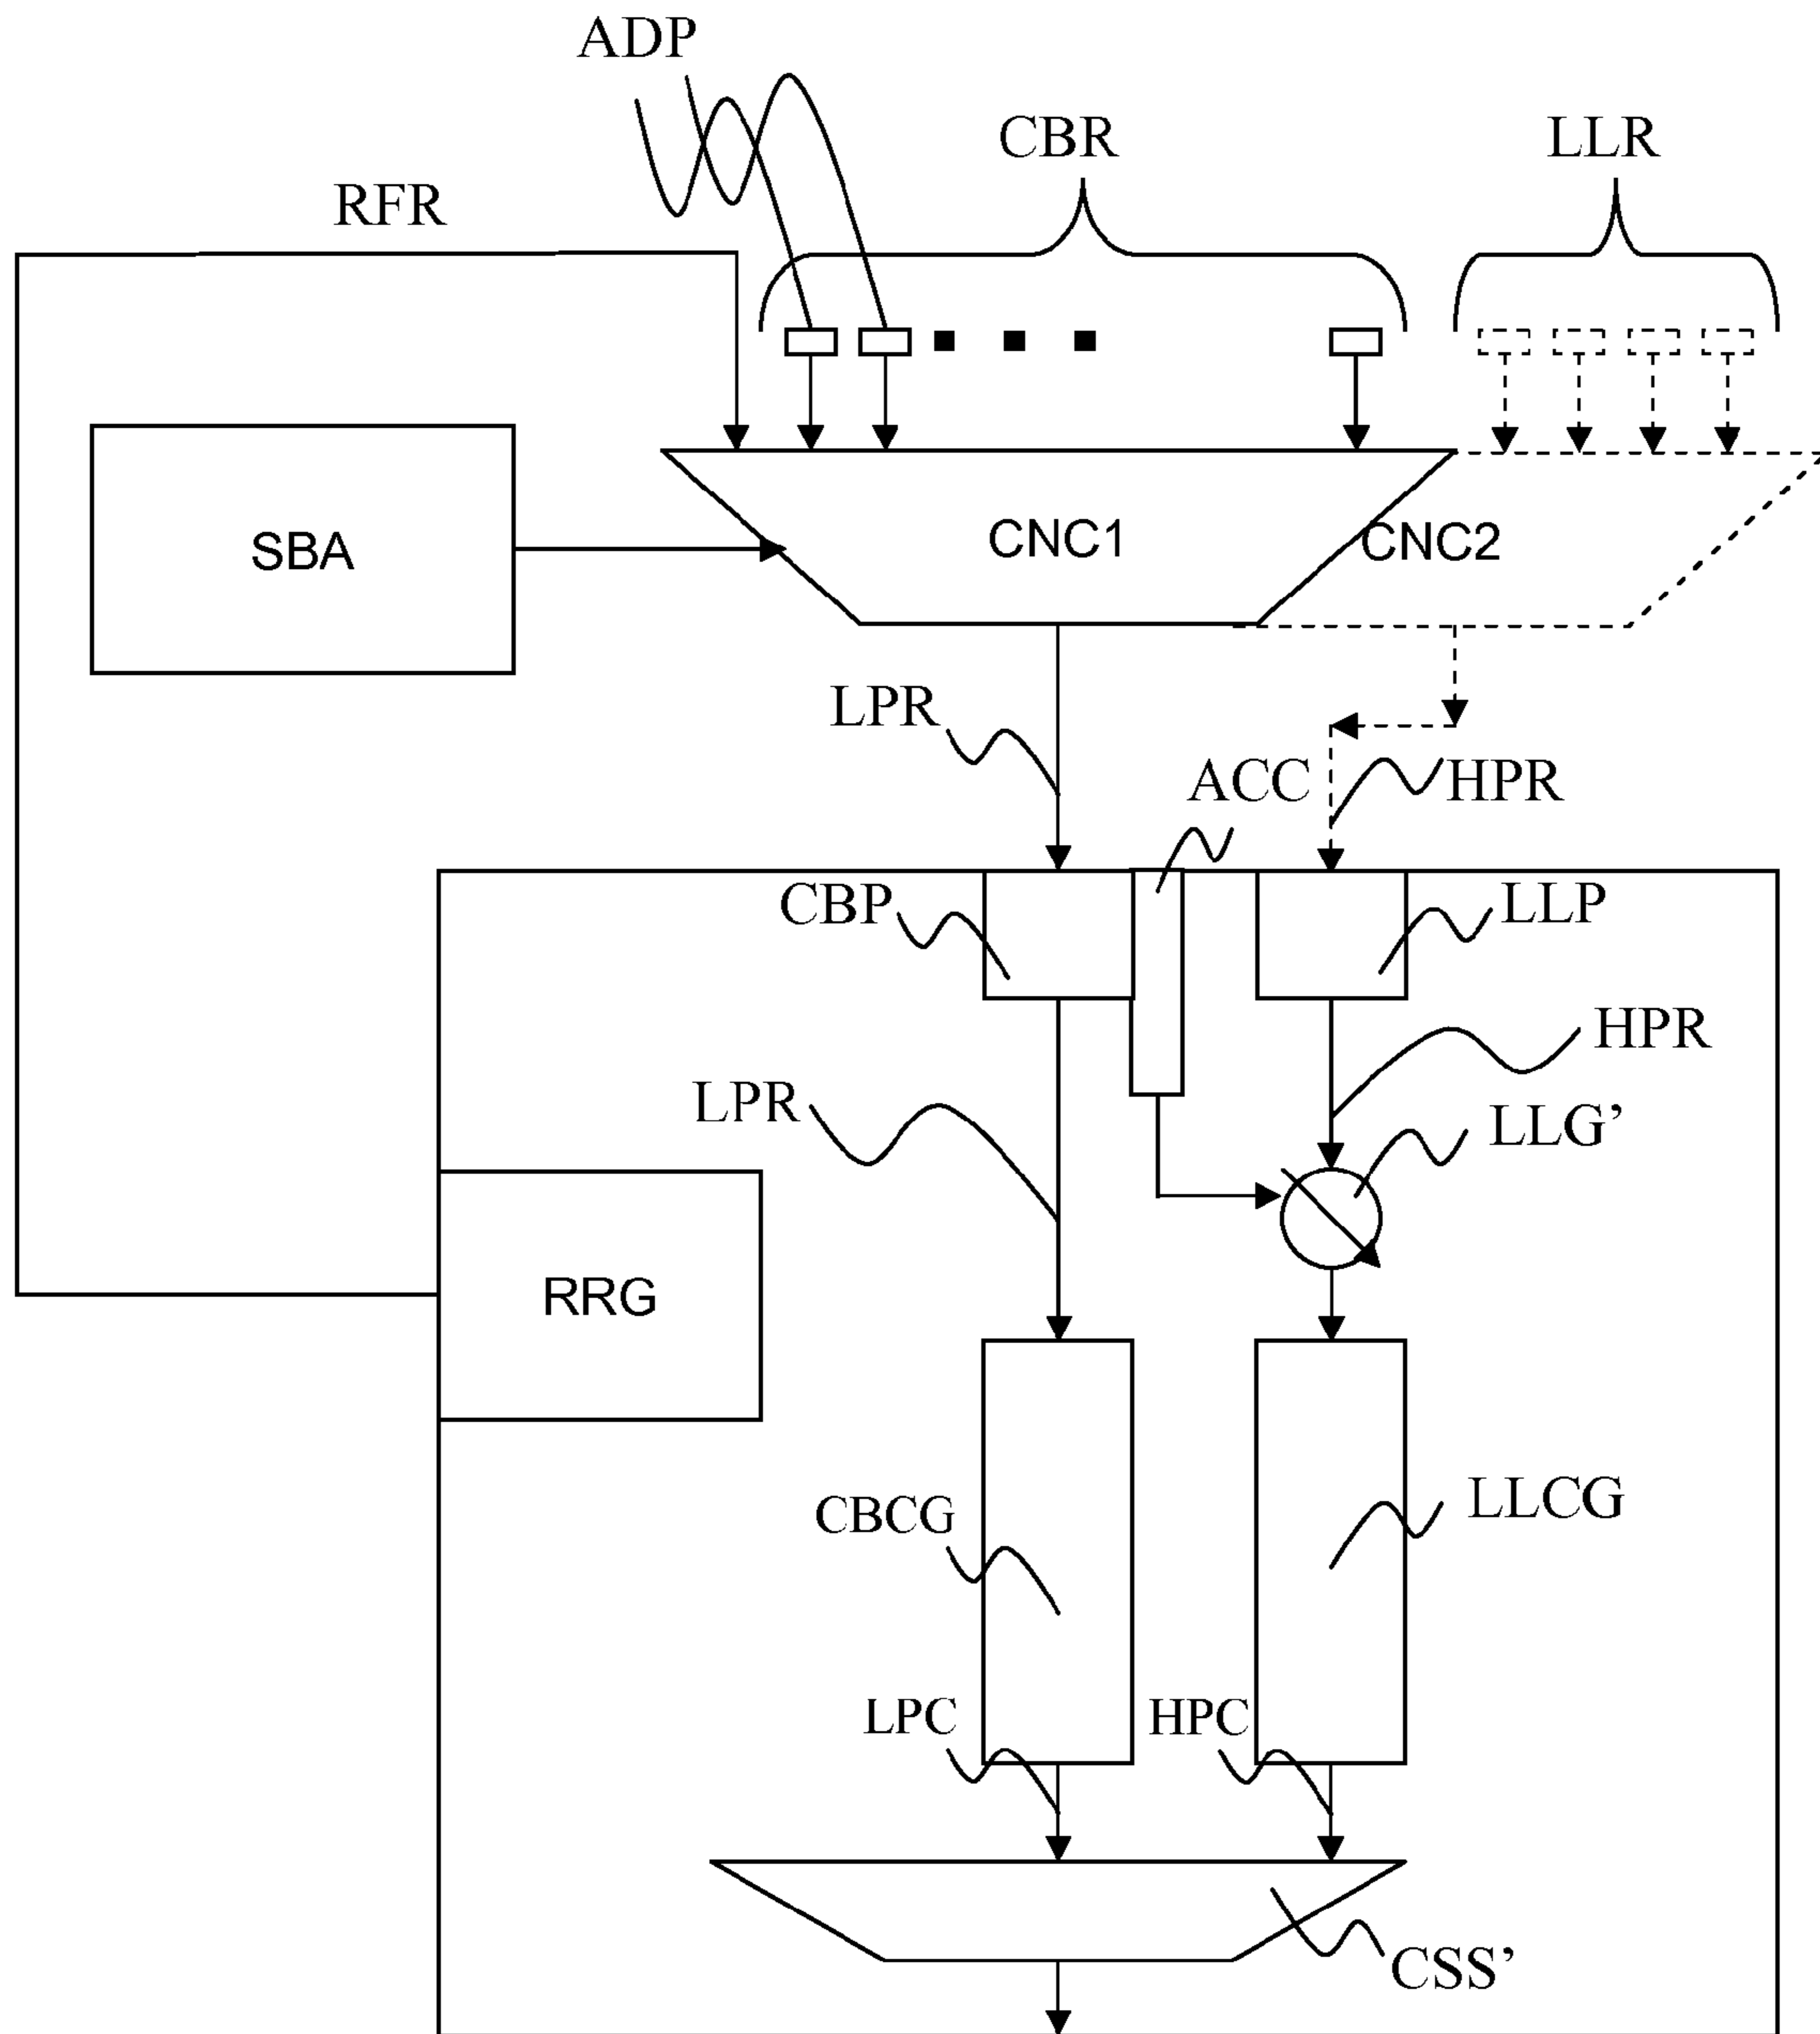 ADP
CBR
LLR
RFR
SBA
CNC1
CNC2
LPR
ACC
HPR
CBP
LLP
HPR
LPR
LLG’
RRG
CBCG
LLCG
LPC
HPC
CSS’